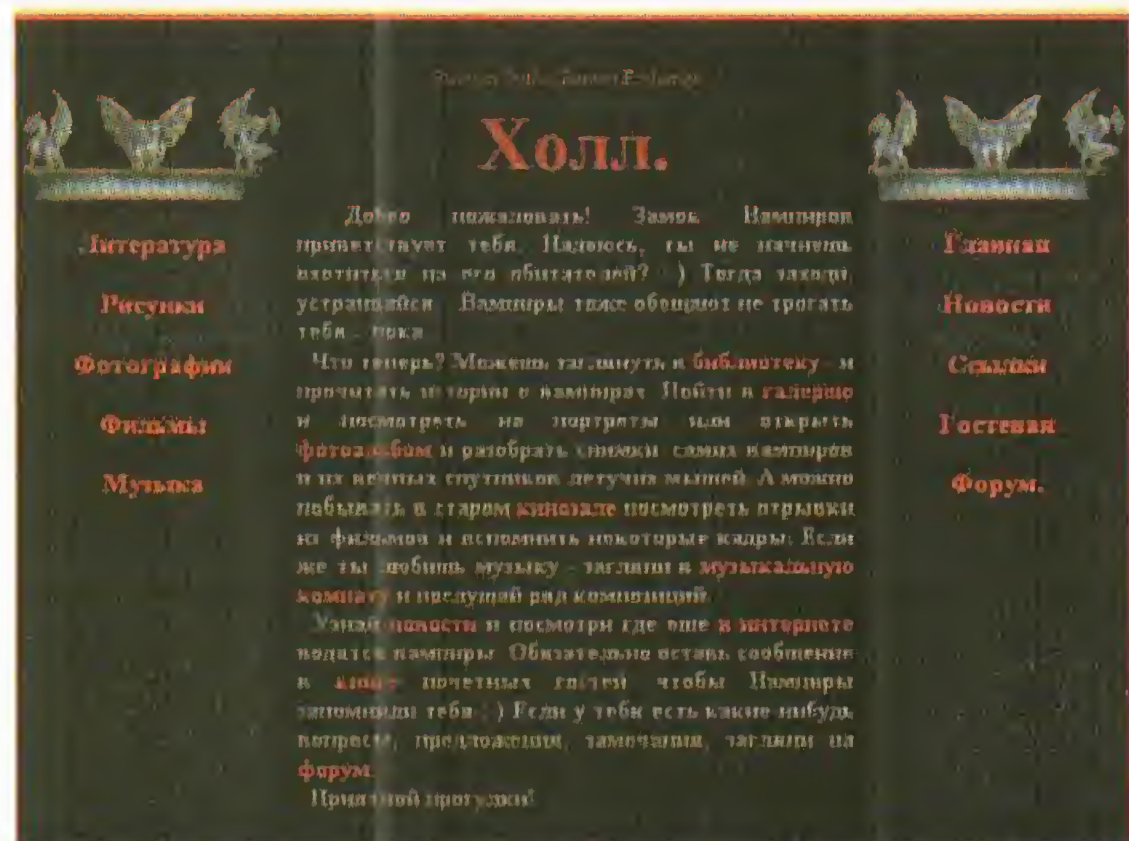 Холл.
Литература
Рисунки
Фотографии
Фильмы
Музыка
Добро пожаловать! Замок Вампиров
приветствует тебя. Надеюсь, ты не начнешь
охотиться на его обитателей? ) Тогда заходи,
устраивайся Вампиры тоже обещают не трогать
тебя - пока
Что теперь? Можешь заглянуть в библиотеку и
прочитать истории о вампирах. Пойти в галерею
и посмотреть на портреты или открыть
фотоальбом и разобрать снимки самих вампиров
и их вечных спутников летучих мышей. А можно
побывать в старом кинозале посмотреть отрывки
из фильмов и вспомнить некоторые кадры. Если
же ты любишь музыку - загляни в музыкальную
комнату и прслушай ряд композиций.
Узнай новости и посмотри где еще в интернете
водятся вампиры. Обязательно оставь сообщение
в книге почетных гостей чтобы Вампиры
запомнили тебя ) Если у тебя есть какие-нибудь
вопросы, предложения, замечания, загляни на
форум.
Приятной прогулки!
Главная
Новости
Ссылки
Гостевая
Форум.